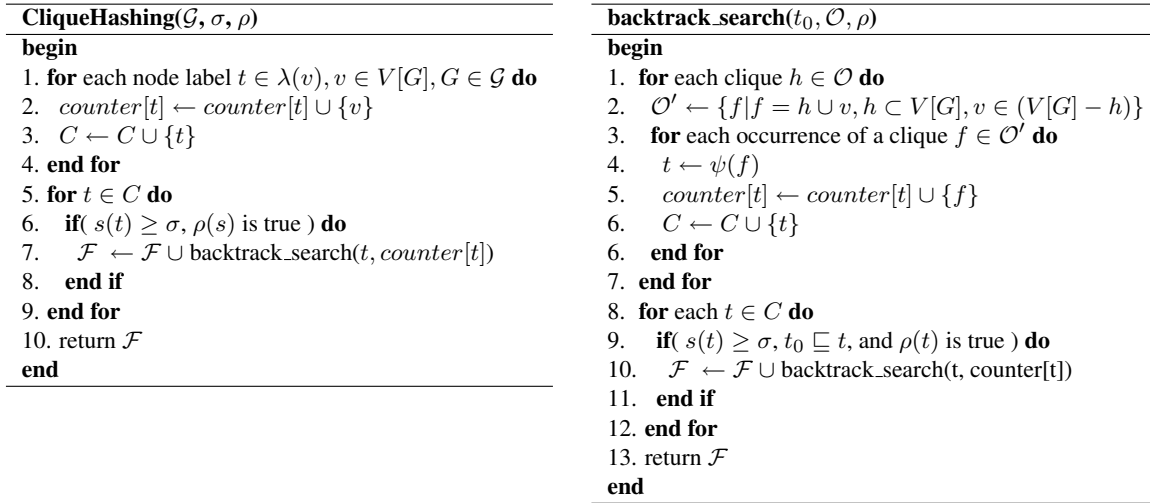 CliqueHashing(𝒢, σ, ρ)
begin
1. for each node label t ∈ λ(v), v ∈ V[G], G ∈ 𝒢 do
2. counter[t] ← counter[t] ∪ {v}
3. C ← C ∪ {t}
4. end for
5. for t ∈ C do
6. if( s(t) ≥ σ, ρ(s) is true ) do
7. ℱ ← ℱ ∪ backtrack_search(t, counter[t])
8. end if
9. end for
10. return ℱ
end
backtrack_search(t₀, 𝒪, ρ)
begin
1. for each clique h ∈ 𝒪 do
2. 𝒪′ ← {f|f = h ∪ v, h ⊂ V[G], v ∈ (V[G] − h)}
3. for each occurrence of a clique f ∈ 𝒪′ do
4. t ← ψ(f)
5. counter[t] ← counter[t] ∪ {f}
6. C ← C ∪ {t}
6. end for
7. end for
8. for each t ∈ C do
9. if( s(t) ≥ σ, t₀ ⊑ t, and ρ(t) is true ) do
10. ℱ ← ℱ ∪ backtrack_search(t, counter[t])
11. end if
12. end for
13. return ℱ
end